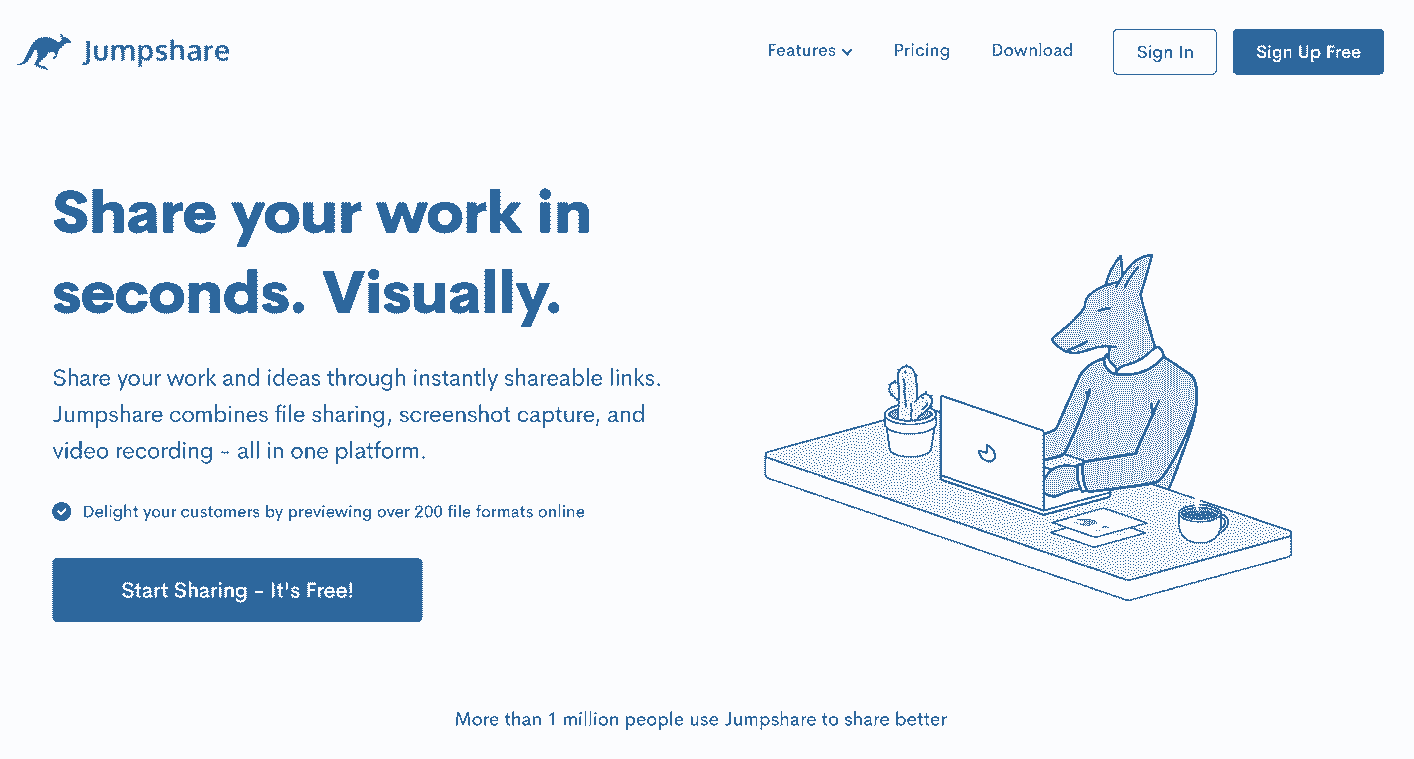 Jumpshare
Features
Pricing
Download
Sign In
Sign Up Free
Share your work in
seconds. Visually.
Share your work and ideas through instantly shareable links.
Jumpshare combines file sharing, screenshot capture, and
video recording - all in one platform.
Delight your customers by previewing over 200 file formats online
Start Sharing - It's Free!
More than 1 million people use Jumpshare to share better